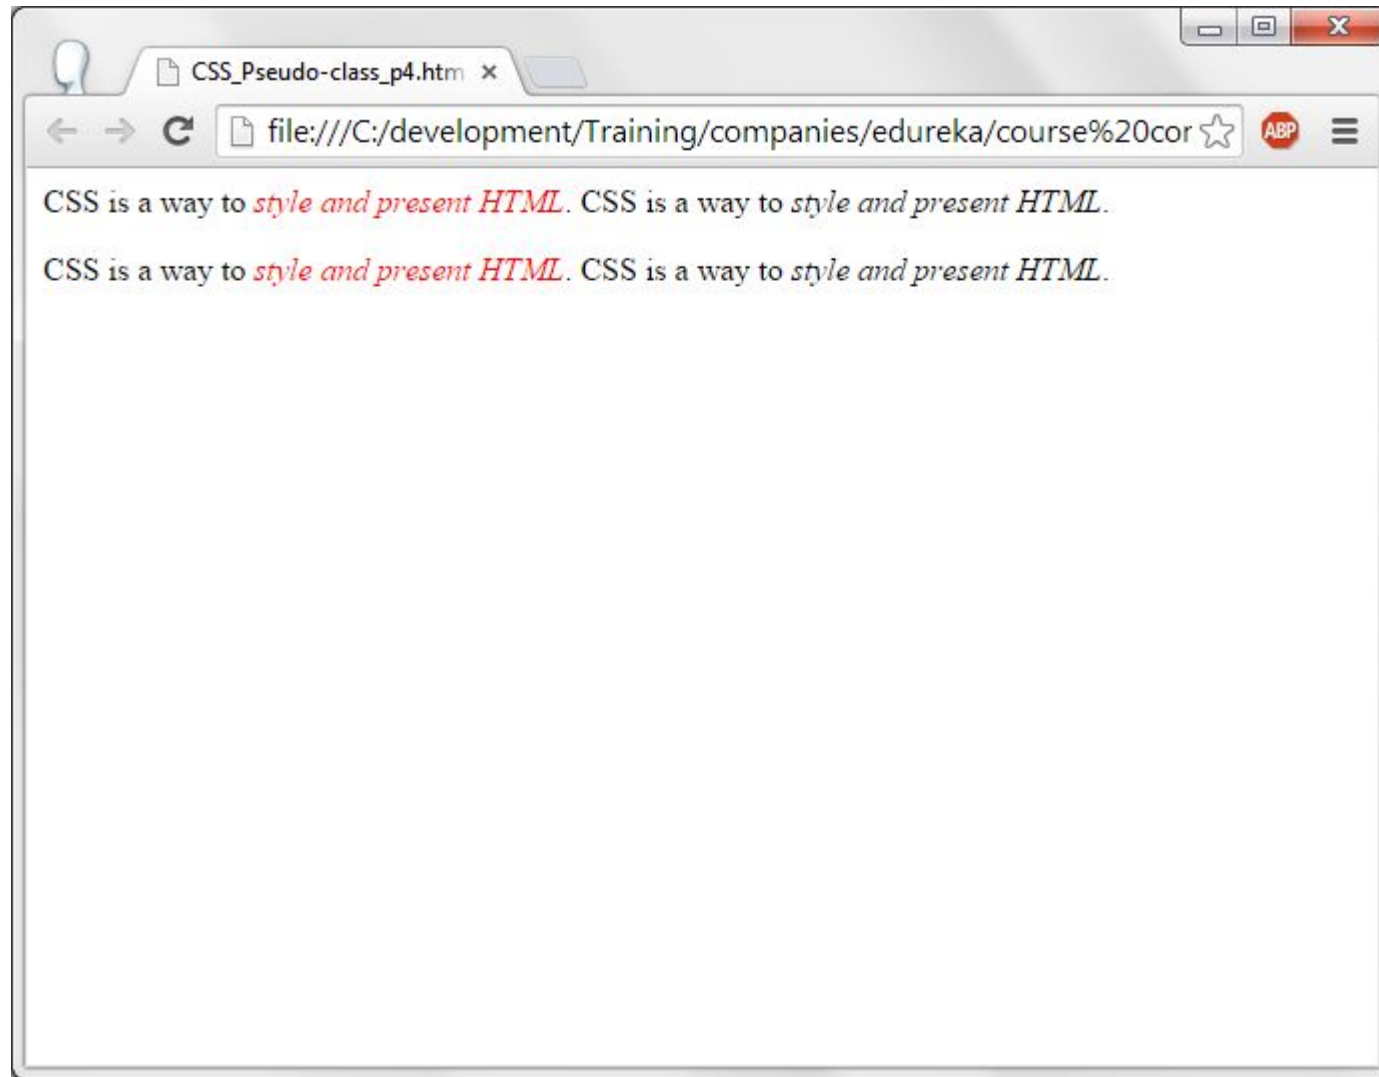 CSS_Pseudo-class_p4.htm
file:///C:/development/Training/companies/edureka/course%20cor
ABP
CSS is a way to style and present HTML. CSS is a way to style and present HTML.
CSS is a way to style and present HTML. CSS is a way to style and present HTML.